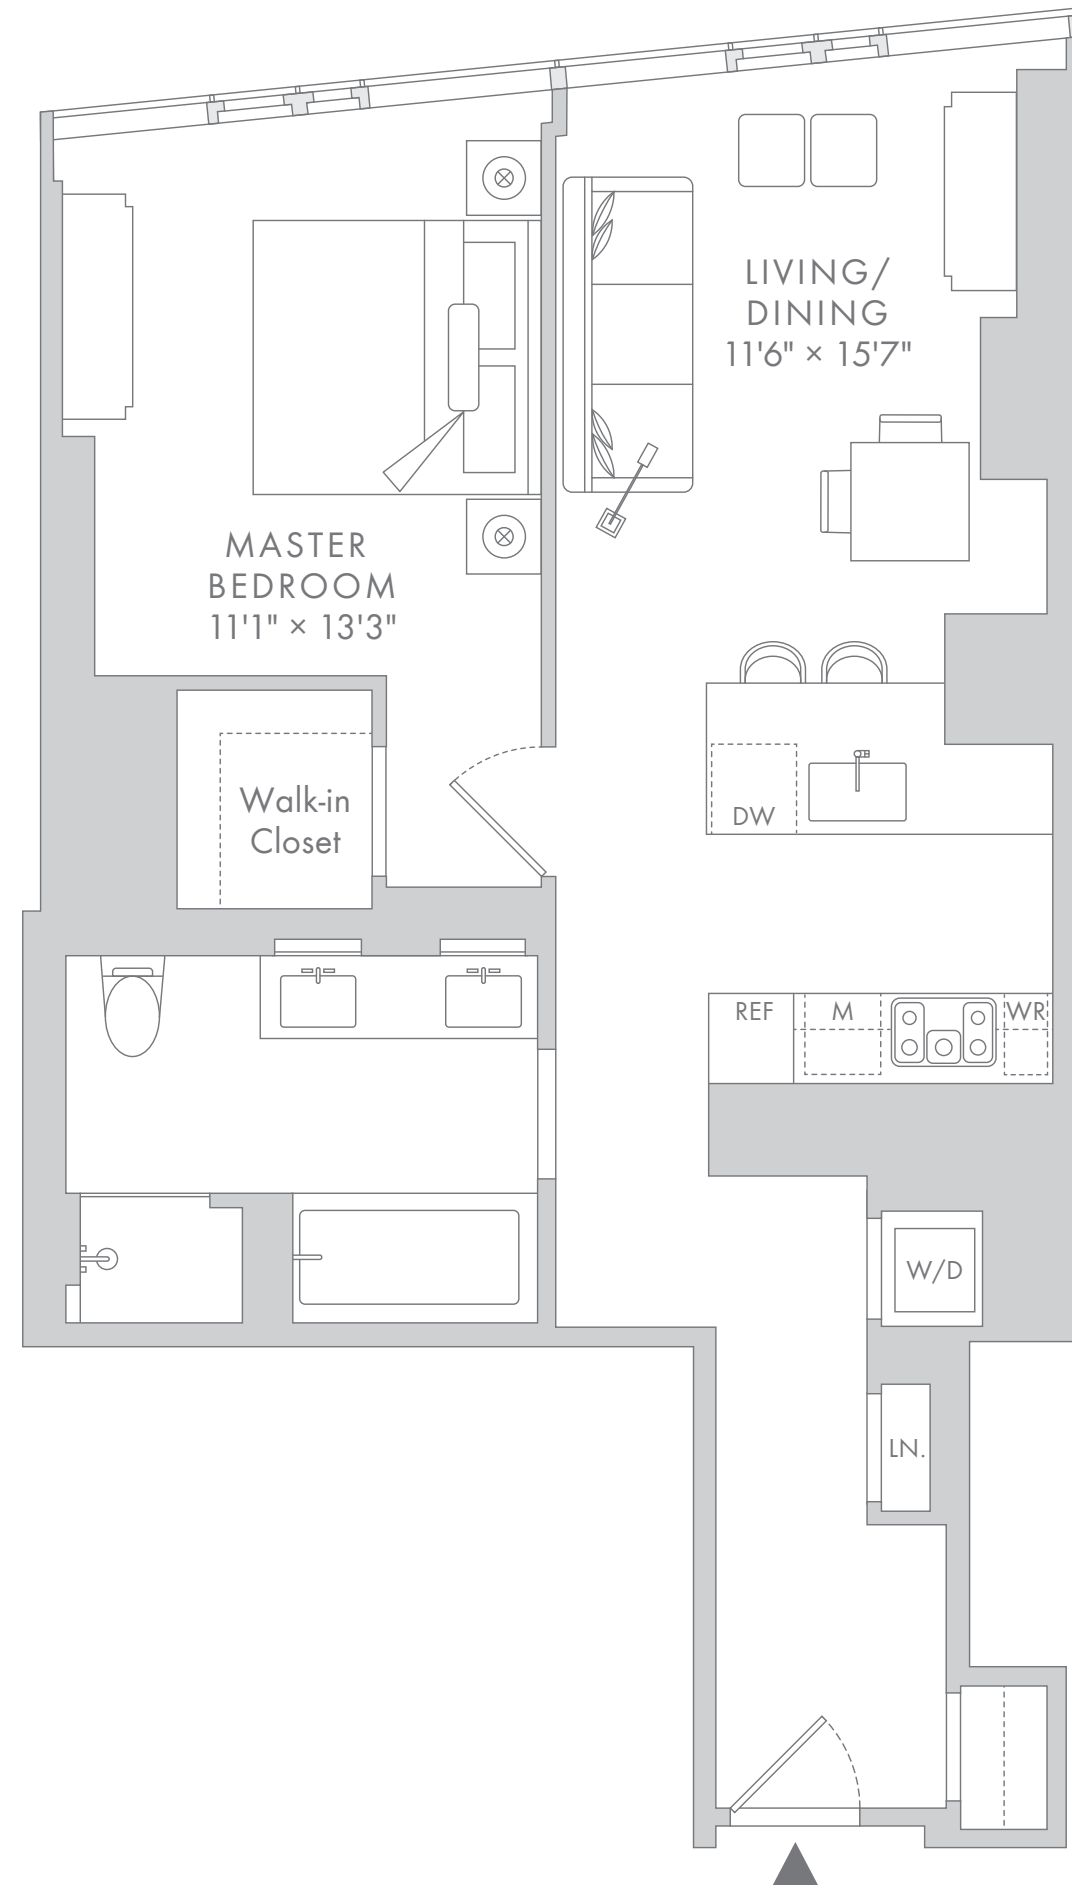 LIVING/
DINING
11'6" × 15'7"
MASTER
BEDROOM
11'1" × 13'3"
Walk-in
Closet
DW
REF
M
WR
W/D
LN.